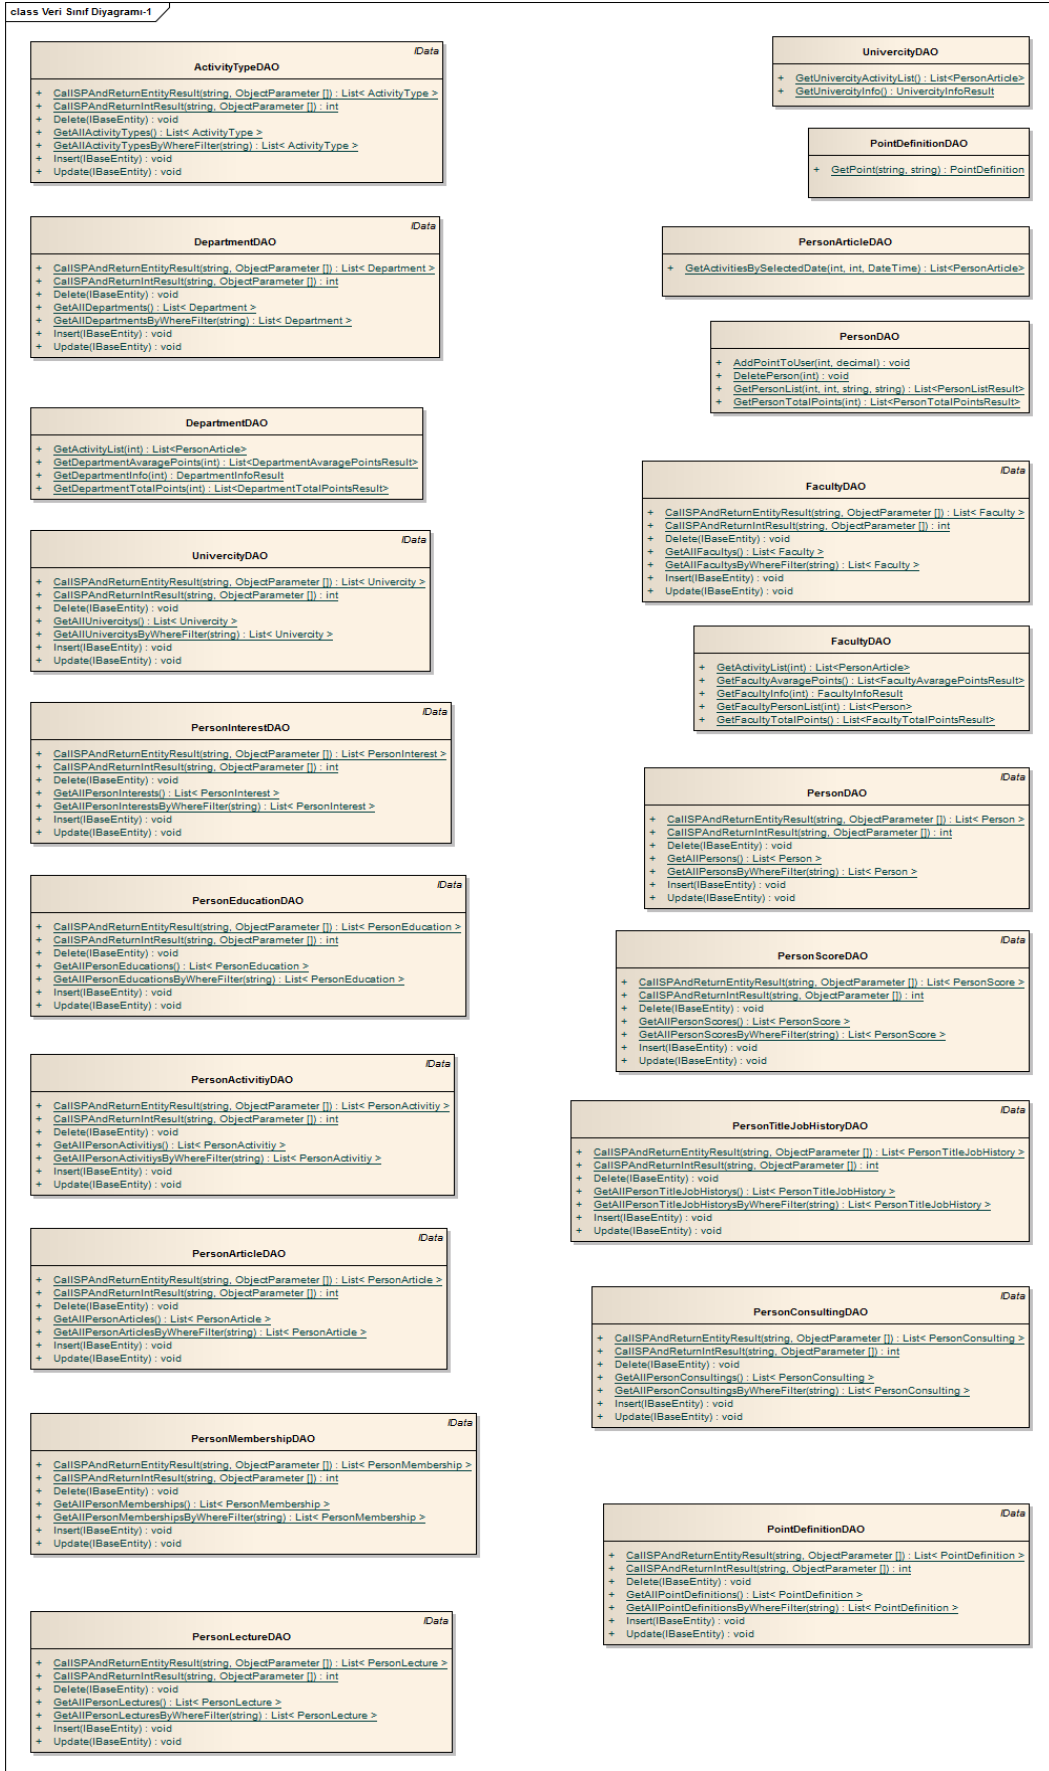 class Veri Sınıf Diyagramı-1
IData
ActivityTypeDAO
+ CallSPAndReturnEntityResult(string, ObjectParameter []) : List< ActivityType >
+ CallSPAndReturnIntResult(string, ObjectParameter []) : int
+ Delete(IBaseEntity) : void
+ GetAllActivityTypes() : List< ActivityType >
+ GetAllActivityTypesByWhereFilter(string) : List< ActivityType >
+ Insert(IBaseEntity) : void
+ Update(IBaseEntity) : void
IData
DepartmentDAO
+ CallSPAndReturnEntityResult(string, ObjectParameter []) : List< Department >
+ CallSPAndReturnIntResult(string, ObjectParameter []) : int
+ Delete(IBaseEntity) : void
+ GetAllDepartments() : List< Department >
+ GetAllDepartmentsByWhereFilter(string) : List< Department >
+ Insert(IBaseEntity) : void
+ Update(IBaseEntity) : void
DepartmentDAO
+ GetActivityList(int) : List<PersonArticle>
+ GetDepartmentAvaragePoints(int) : List<DepartmentAvaragePointsResult>
+ GetDepartmentInfo(int) : DepartmentInfoResult
+ GetDepartmentTotalPoints(int) : List<DepartmentTotalPointsResult>
IData
UnivercityDAO
+ CallSPAndReturnEntityResult(string, ObjectParameter []) : List< Univercity >
+ CallSPAndReturnIntResult(string, ObjectParameter []) : int
+ Delete(IBaseEntity) : void
+ GetAllUnivercitys() : List< Univercity >
+ GetAllUnivercitysByWhereFilter(string) : List< Univercity >
+ Insert(IBaseEntity) : void
+ Update(IBaseEntity) : void
IData
PersonInterestDAO
+ CallSPAndReturnEntityResult(string, ObjectParameter []) : List< PersonInterest >
+ CallSPAndReturnIntResult(string, ObjectParameter []) : int
+ Delete(IBaseEntity) : void
+ GetAllPersonInterests() : List< PersonInterest >
+ GetAllPersonInterestsByWhereFilter(string) : List< PersonInterest >
+ Insert(IBaseEntity) : void
+ Update(IBaseEntity) : void
IData
PersonEducationDAO
+ CallSPAndReturnEntityResult(string, ObjectParameter []) : List< PersonEducation >
+ CallSPAndReturnIntResult(string, ObjectParameter []) : int
+ Delete(IBaseEntity) : void
+ GetAllPersonEducations() : List< PersonEducation >
+ GetAllPersonEducationsByWhereFilter(string) : List< PersonEducation >
+ Insert(IBaseEntity) : void
+ Update(IBaseEntity) : void
IData
PersonActivitiyDAO
+ CallSPAndReturnEntityResult(string, ObjectParameter []) : List< PersonActivitiy >
+ CallSPAndReturnIntResult(string, ObjectParameter []) : int
+ Delete(IBaseEntity) : void
+ GetAllPersonActivitiys() : List< PersonActivitiy >
+ GetAllPersonActivitiysByWhereFilter(string) : List< PersonActivitiy >
+ Insert(IBaseEntity) : void
+ Update(IBaseEntity) : void
IData
PersonArticleDAO
+ CallSPAndReturnEntityResult(string, ObjectParameter []) : List< PersonArticle >
+ CallSPAndReturnIntResult(string, ObjectParameter []) : int
+ Delete(IBaseEntity) : void
+ GetAllPersonArticles() : List< PersonArticle >
+ GetAllPersonArticlesByWhereFilter(string) : List< PersonArticle >
+ Insert(IBaseEntity) : void
+ Update(IBaseEntity) : void
IData
PersonMembershipDAO
+ CallSPAndReturnEntityResult(string, ObjectParameter []) : List< PersonMembership >
+ CallSPAndReturnIntResult(string, ObjectParameter []) : int
+ Delete(IBaseEntity) : void
+ GetAllPersonMemberships() : List< PersonMembership >
+ GetAllPersonMembershipsByWhereFilter(string) : List< PersonMembership >
+ Insert(IBaseEntity) : void
+ Update(IBaseEntity) : void
IData
PersonLectureDAO
+ CallSPAndReturnEntityResult(string, ObjectParameter []) : List< PersonLecture >
+ CallSPAndReturnIntResult(string, ObjectParameter []) : int
+ Delete(IBaseEntity) : void
+ GetAllPersonLectures() : List< PersonLecture >
+ GetAllPersonLecturesByWhereFilter(string) : List< PersonLecture >
+ Insert(IBaseEntity) : void
+ Update(IBaseEntity) : void
UnivercityDAO
+ GetUnivercityActivityList() : List<PersonArticle>
+ GetUnivercityInfo() : UnivercityInfoResult
PointDefinitionDAO
+ GetPoint(string, string) : PointDefinition
PersonArticleDAO
+ GetActivitiesBySelectedDate(int, int, DateTime) : List<PersonArticle>
PersonDAO
+ AddPointToUser(int, decimal) : void
+ DeletePerson(int) : void
+ GetPersonList(int, int, string, string) : List<PersonListResult>
+ GetPersonTotalPoints(int) : List<PersonTotalPointsResult>
IData
FacultyDAO
+ CallSPAndReturnEntityResult(string, ObjectParameter []) : List< Faculty >
+ CallSPAndReturnIntResult(string, ObjectParameter []) : int
+ Delete(IBaseEntity) : void
+ GetAllFacultys() : List< Faculty >
+ GetAllFacultysByWhereFilter(string) : List< Faculty >
+ Insert(IBaseEntity) : void
+ Update(IBaseEntity) : void
FacultyDAO
+ GetActivityList(int) : List<PersonArticle>
+ GetFacultyAvaragePoints() : List<FacultyAvaragePointsResult>
+ GetFacultyInfo(int) : FacultyInfoResult
+ GetFacultyPersonList(int) : List<Person>
+ GetFacultyTotalPoints() : List<FacultyTotalPointsResult>
IData
PersonDAO
+ CallSPAndReturnEntityResult(string, ObjectParameter []) : List< Person >
+ CallSPAndReturnIntResult(string, ObjectParameter []) : int
+ Delete(IBaseEntity) : void
+ GetAllPersons() : List< Person >
+ GetAllPersonsByWhereFilter(string) : List< Person >
+ Insert(IBaseEntity) : void
+ Update(IBaseEntity) : void
IData
PersonScoreDAO
+ CallSPAndReturnEntityResult(string, ObjectParameter []) : List< PersonScore >
+ CallSPAndReturnIntResult(string, ObjectParameter []) : int
+ Delete(IBaseEntity) : void
+ GetAllPersonScores() : List< PersonScore >
+ GetAllPersonScoresByWhereFilter(string) : List< PersonScore >
+ Insert(IBaseEntity) : void
+ Update(IBaseEntity) : void
IData
PersonTitleJobHistoryDAO
+ CallSPAndReturnEntityResult(string, ObjectParameter []) : List< PersonTitleJobHistory >
+ CallSPAndReturnIntResult(string, ObjectParameter []) : int
+ Delete(IBaseEntity) : void
+ GetAllPersonTitleJobHistorys() : List< PersonTitleJobHistory >
+ GetAllPersonTitleJobHistorysByWhereFilter(string) : List< PersonTitleJobHistory >
+ Insert(IBaseEntity) : void
+ Update(IBaseEntity) : void
IData
PersonConsultingDAO
+ CallSPAndReturnEntityResult(string, ObjectParameter []) : List< PersonConsulting >
+ CallSPAndReturnIntResult(string, ObjectParameter []) : int
+ Delete(IBaseEntity) : void
+ GetAllPersonConsultings() : List< PersonConsulting >
+ GetAllPersonConsultingsByWhereFilter(string) : List< PersonConsulting >
+ Insert(IBaseEntity) : void
+ Update(IBaseEntity) : void
IData
PointDefinitionDAO
+ CallSPAndReturnEntityResult(string, ObjectParameter []) : List< PointDefinition >
+ CallSPAndReturnIntResult(string, ObjectParameter []) : int
+ Delete(IBaseEntity) : void
+ GetAllPointDefinitions() : List< PointDefinition >
+ GetAllPointDefinitionsByWhereFilter(string) : List< PointDefinition >
+ Insert(IBaseEntity) : void
+ Update(IBaseEntity) : void